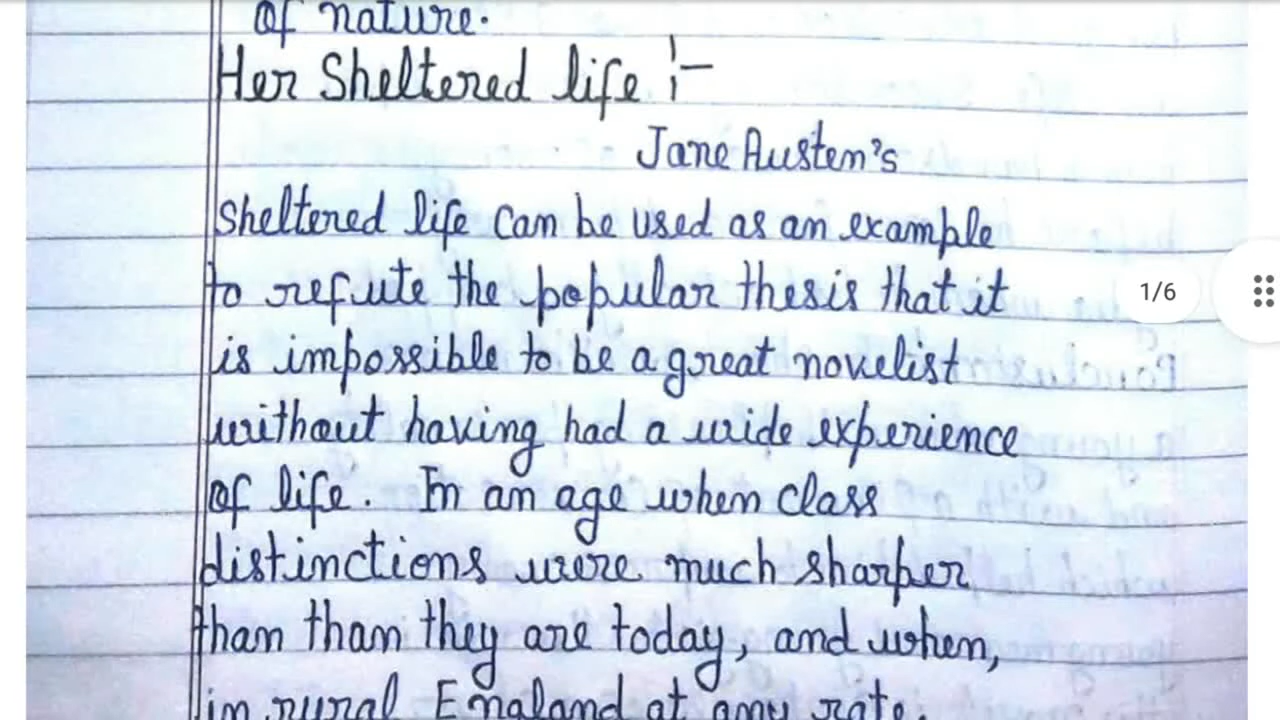 of nature.
Her Sheltered life :-
Jane Austen's
Sheltered life can be used as an example
to refute the popular thesis that it
is impossible to be a great novelist
without having had a wide experience
of life. In an age when class
distinctions were much sharper
than than they are today, and when,
in rural England at any rate,
1/6